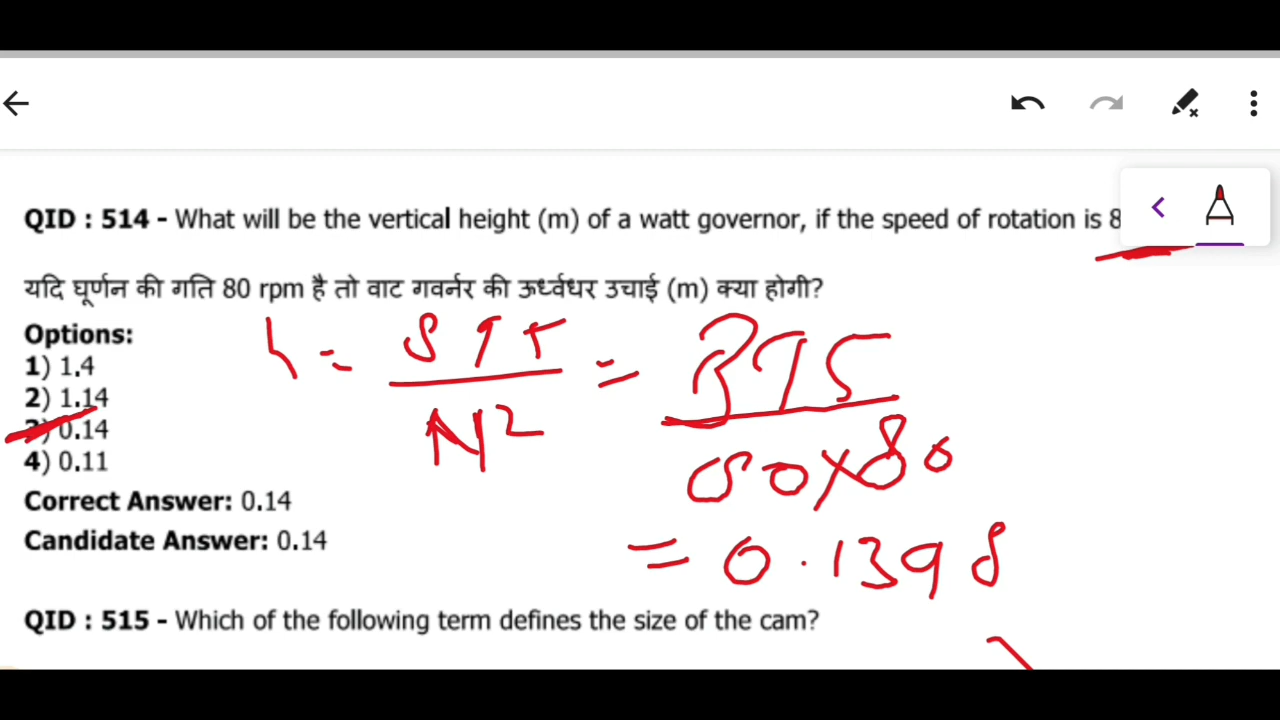 QID : 514 - What will be the vertical height (m) of a watt governor, if the speed of rotation is 8
यदि घूर्णन की गति 80 rpm है तो वाट गवर्नर की ऊर्ध्वधर उचाई (m) क्या होगी?
Options:
1) 1.4
2) 1.14
3) 0.14
4) 0.11
h = 895 / N² = 895 / 80 x 80
= 0.1398
Correct Answer: 0.14
Candidate Answer: 0.14
QID : 515 - Which of the following term defines the size of the cam?